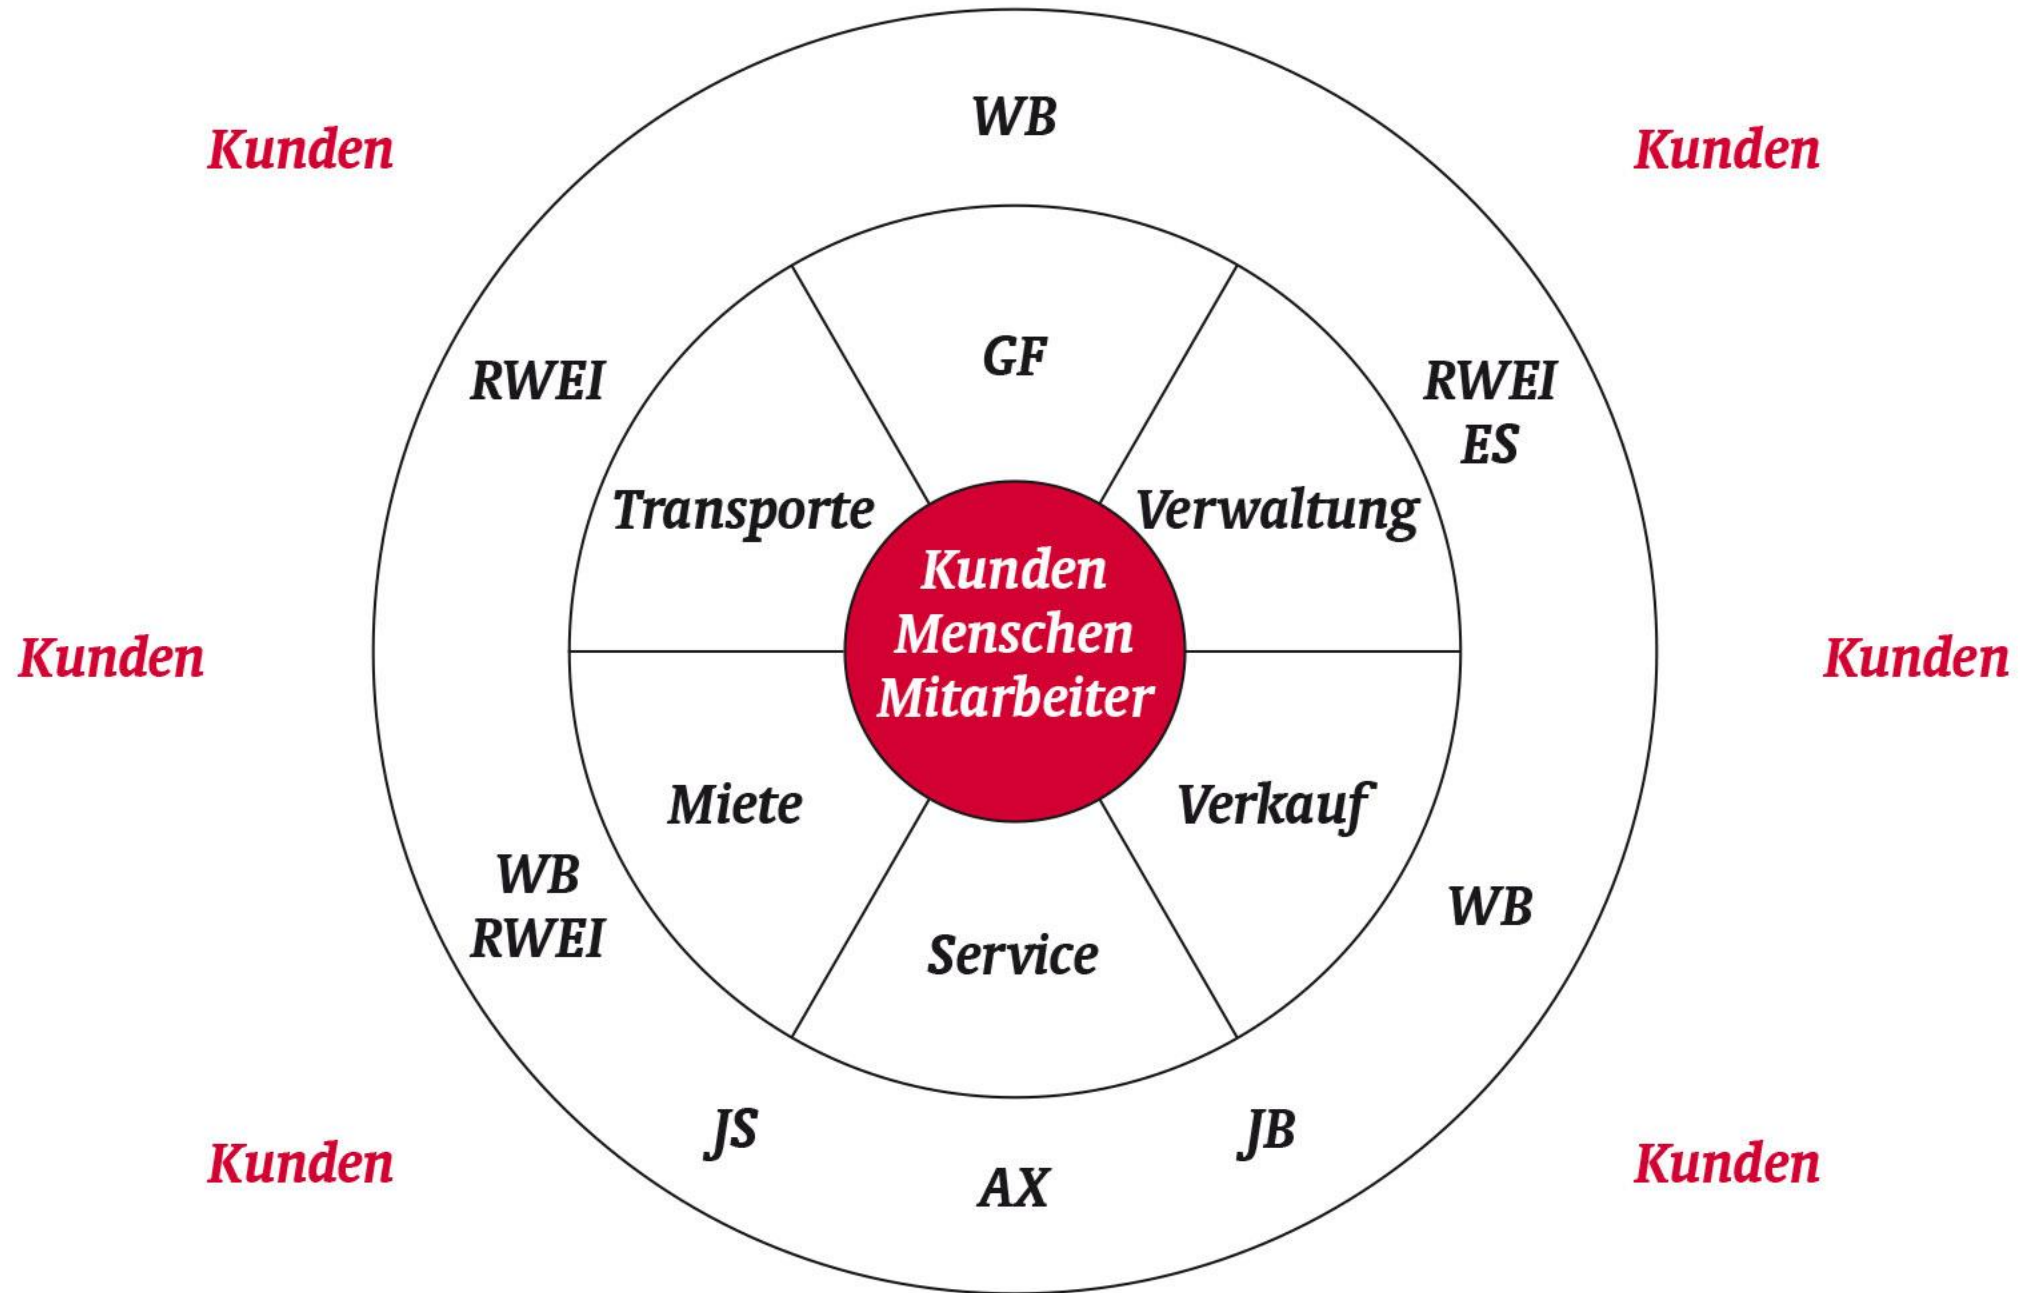 WB
Kunden
Kunden
GF
RWEI
RWEI
ES
Transporte
Verwaltung
Kunden
Menschen
Mitarbeiter
Kunden
Kunden
Miete
Verkauf
WB
RWEI
WB
Service
JS
JB
AX
Kunden
Kunden